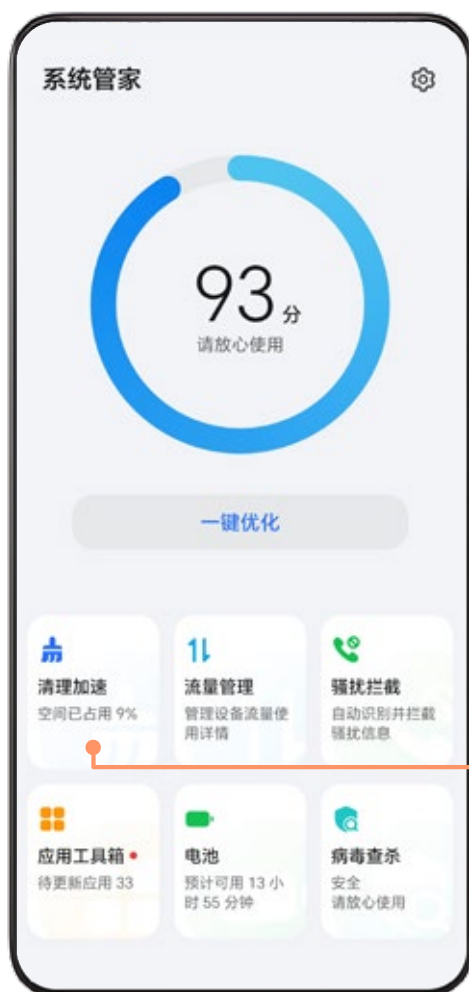 系统管家
93 分
请放心使用
一键优化
清理加速
空间已占用 9%
流量管理
管理设备流量使
用详情
骚扰拦截
自动识别并拦截
骚扰信息
应用工具箱
待更新应用 33
电池
预计可用 13 小
时 55 分钟
病毒查杀
安全
请放心使用